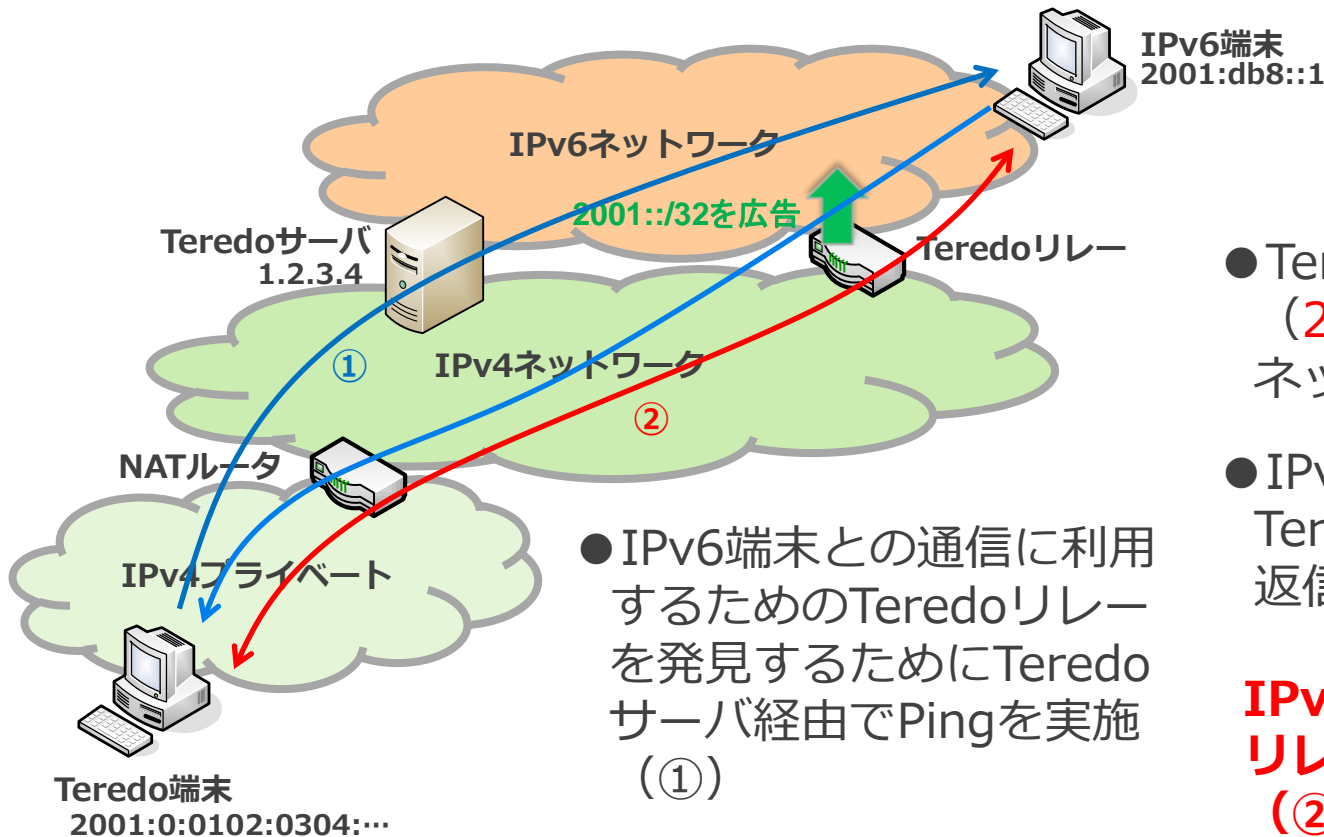 IPv6端末
2001:db8::1
IPv6ネットワーク
2001::/32を広告
Teredoサーバ
1.2.3.4
Teredoリレー
①
IPv4ネットワーク
②
NATルータ
IPv4プライベート
Teredo端末
2001:0:0102:0304:…
●IPv6端末との通信に利用
するためのTeredoリレー
を発見するためにTeredo
サーバ経由でPingを実施
（①）
●Ter
（2
ネッ
●IPv
Ter
返信
IPv
リレ
（②